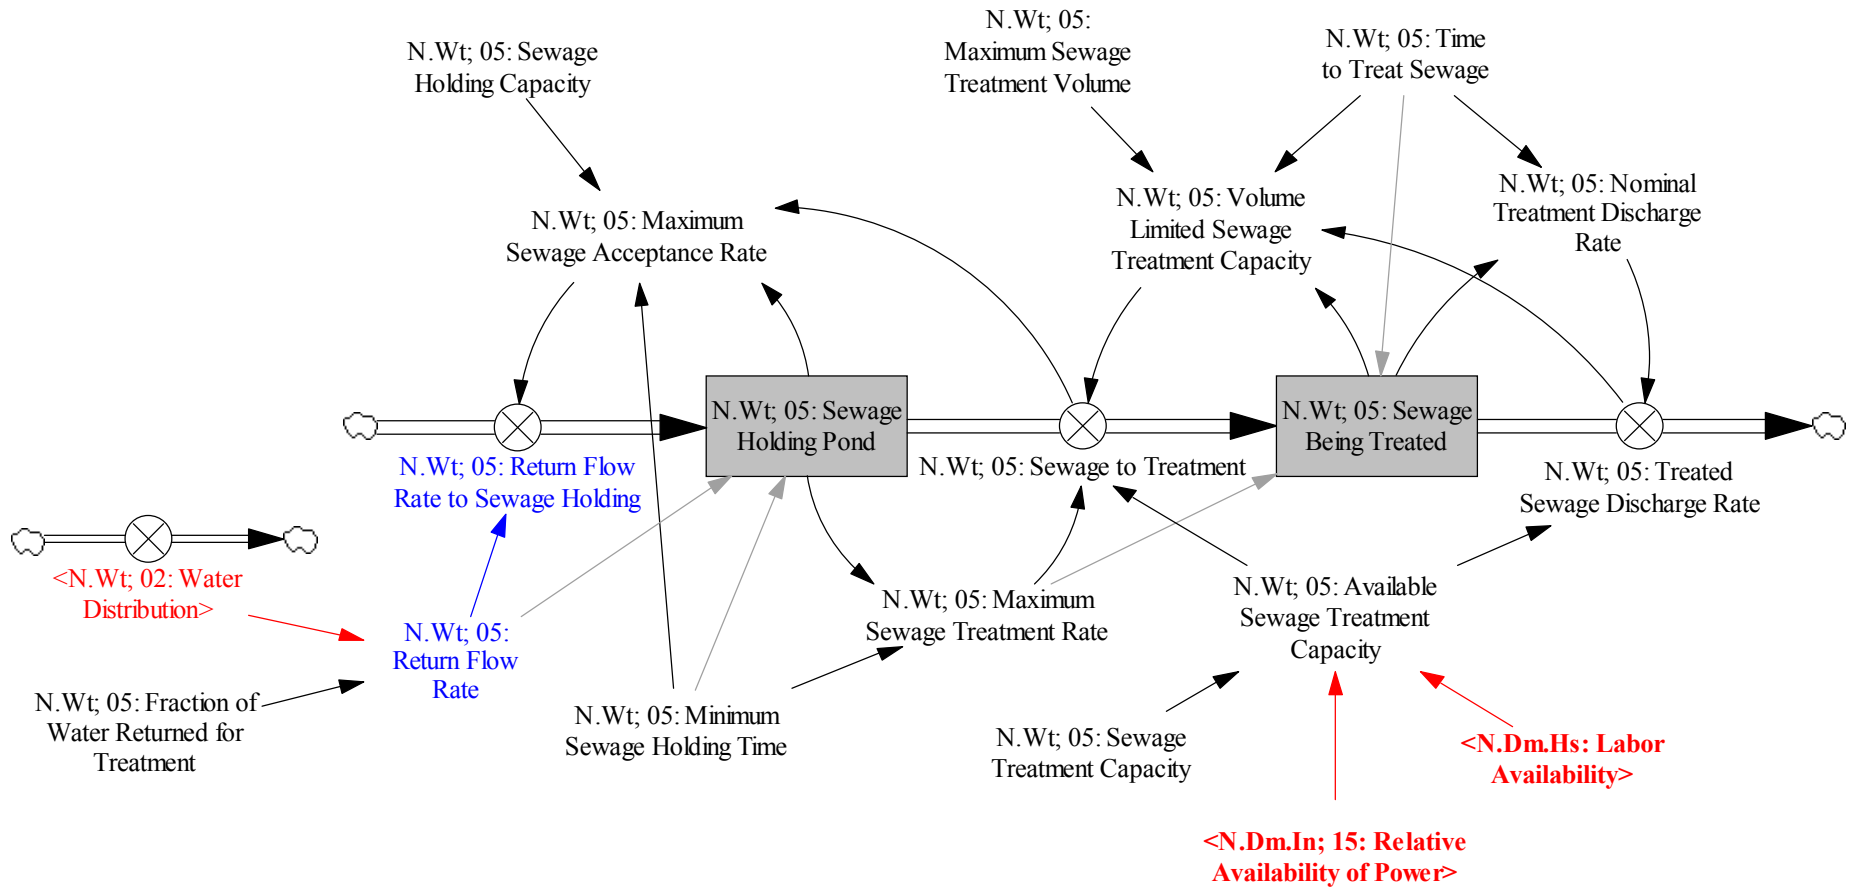 N.Wt; 05: Sewage
Holding Capacity
N.Wt; 05:
Maximum Sewage
Treatment Volume
N.Wt; 05: Time
to Treat Sewage
N.Wt; 05: Maximum
Sewage Acceptance Rate
N.Wt; 05: Volume
Limited Sewage
Treatment Capacity
N.Wt; 05: Nominal
Treatment Discharge
Rate
N.Wt; 05: Return Flow
Rate to Sewage Holding
N.Wt; 05: Sewage
Holding Pond
N.Wt; 05: Sewage to Treatment
N.Wt; 05: Sewage
Being Treated
N.Wt; 05: Treated
Sewage Discharge Rate
<N.Wt; 02: Water
Distribution>
N.Wt; 05:
Return Flow
Rate
N.Wt; 05: Maximum
Sewage Treatment Rate
N.Wt; 05: Available
Sewage Treatment
Capacity
N.Wt; 05: Fraction of
Water Returned for
Treatment
N.Wt; 05: Minimum
Sewage Holding Time
N.Wt; 05: Sewage
Treatment Capacity
<N.Dm.Hs: Labor
Availability>
<N.Dm.In; 15: Relative
Availability of Power>